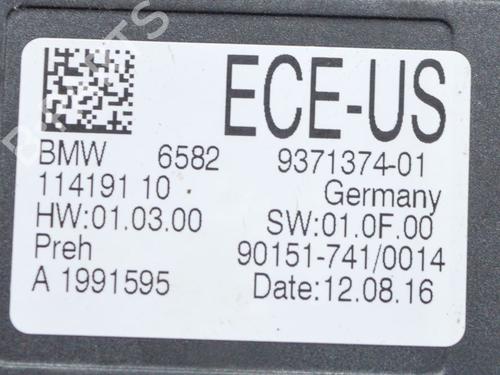 ECE-US
BMW 6582 9371374-01
114191 10 Germany
HW:01.03.00 SW:01.0F.00
Preh 90151-741/0014
A 1991595 Date:12.08.16